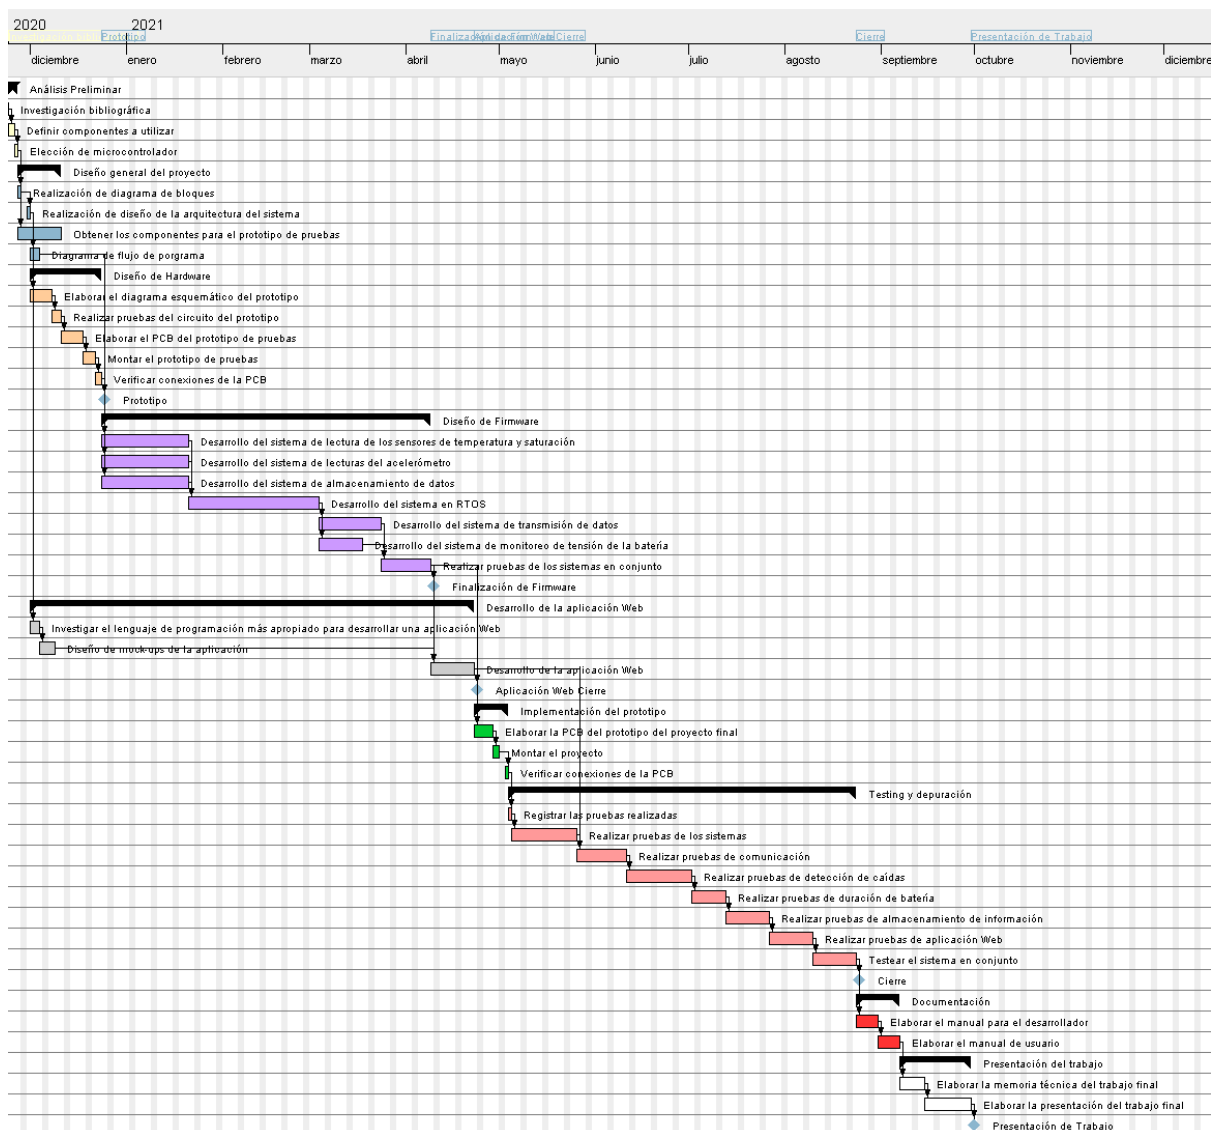 2020
2021
Prototipo
Cierre
Presentación de Trabajo
diciembre
enero
febrero
marzo
abril
mayo
junio
julio
agosto
septiembre
octubre
noviembre
diciembre
Análisis Preliminar
Investigación bibliográfica
Definir componentes a utilizar
Elección de microcontrolador
Diseño general del proyecto
Realización de diagrama de bloques
Realización de diseño de la arquitectura del sistema
Obtener los componentes para el prototipo de pruebas
Diagrama de flujo de porgrama
Diseño de Hardware
Elaborar el diagrama esquemático del prototipo
Realizar pruebas del circuito del prototipo
Elaborar el PCB del prototipo de pruebas
Montar el prototipo de pruebas
Verificar conexiones de la PCB
Prototipo
Diseño de Firmware
Desarrollo del sistema de lectura de los sensores de temperatura y saturación
Desarrollo del sistema de lecturas del acelerómetro
Desarrollo del sistema de almacenamiento de datos
Desarrollo del sistema en RTOS
Desarrollo del sistema de transmisión de datos
Desarrollo del sistema de monitoreo de tensión de la batería
Realizar pruebas de los sistemas en conjunto
Finalización de Firmware
Desarrollo de la aplicación Web
Investigar el lenguaje de programación más apropiado para desarrollar una aplicación Web
Diseño de mock-ups de la aplicación
Desarrollo de la aplicación Web
Aplicación Web Cierre
Implementación del prototipo
Elaborar la PCB del prototipo del proyecto final
Montar el proyecto
Verificar conexiones de la PCB
Testing y depuración
Registrar las pruebas realizadas
Realizar pruebas de los sistemas
Realizar pruebas de comunicación
Realizar pruebas de detección de caídas
Realizar pruebas de duración de batería
Realizar pruebas de almacenamiento de información
Realizar pruebas de aplicación Web
Testear el sistema en conjunto
Cierre
Documentación
Elaborar el manual para el desarrollador
Elaborar el manual de usuario
Presentación del trabajo
Elaborar la memoria técnica del trabajo final
Elaborar la presentación del trabajo final
Presentación de Trabajo